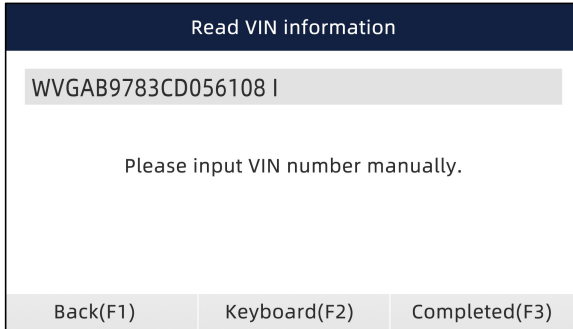 Read VIN information
WVGAB9783CD056108 I
Please input VIN number manually.
Back(F1) Keyboard(F2) Completed(F3)